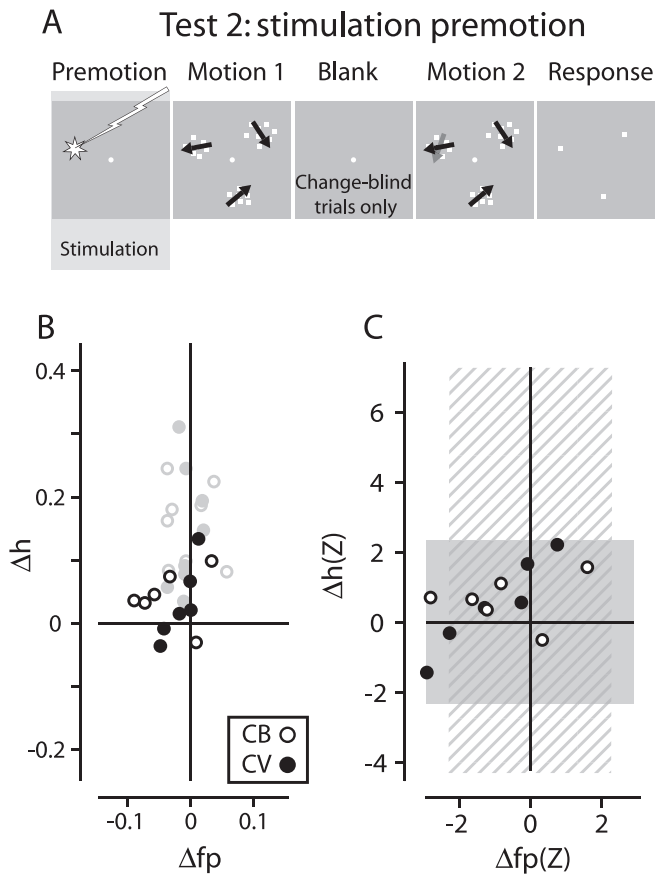 A
Test 2: stimulation premotion
Premotion Motion 1 Blank Motion 2 Response
Change-blind
trials only
Stimulation
B
0.4
0.2
0
-0.2
Δh
CB
CV
-0.1 0 0.1
Δfp
C
6
4
2
0
-2
-4
Δh(Z)
-2 0 2
Δfp(Z)